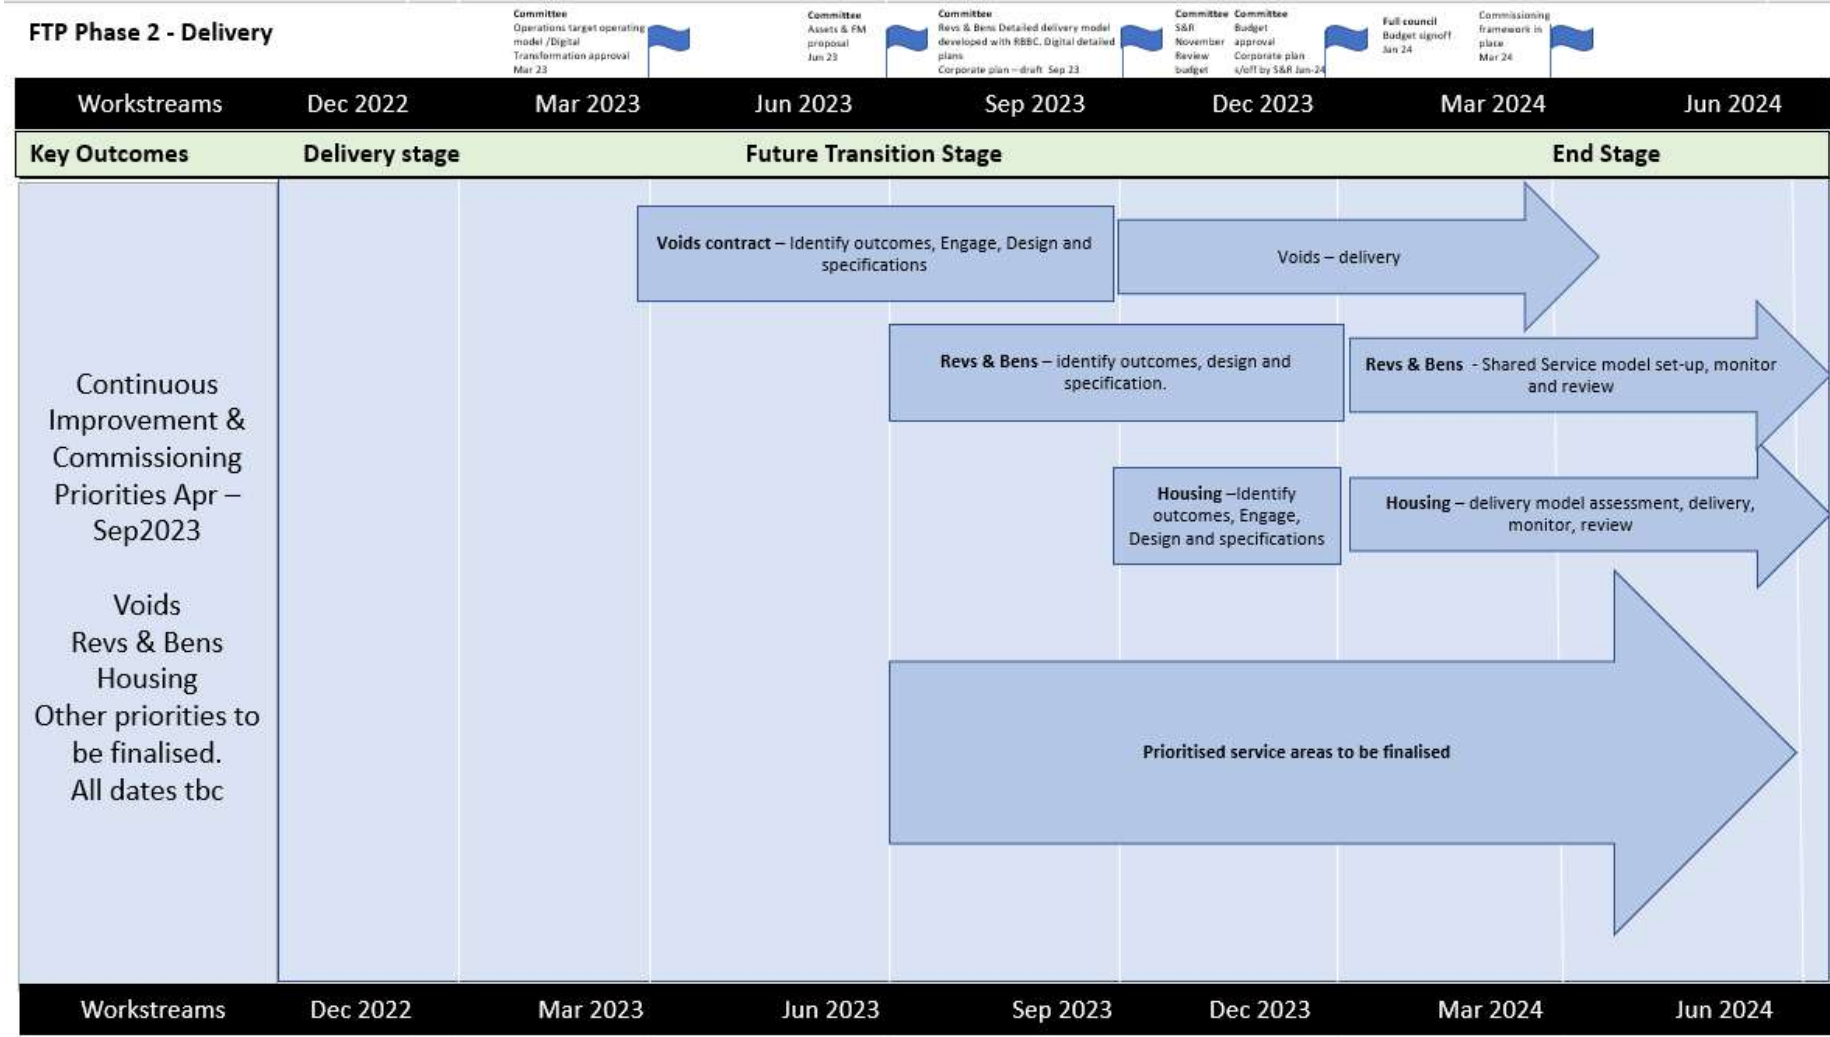 FTP Phase 2 - Delivery
Committee
Operations target operating
model /Digital
Transformation approval
Mar 23
Committee
Assets & FM
proposal
Jun 23
Committee
Revs & Bens Detailed delivery model
developed with RBBC. Digital detailed
plans
Corporate plan – draft Sep 23
Committee
S&R
November
Review
budget
Committee
Budget
approval
Corporate plan
s/off by S&R Jan-24
Full council
Budget signoff
Jan 24
Commissioning
framework in
place
Mar 24
Workstreams Dec 2022 Mar 2023 Jun 2023 Sep 2023 Dec 2023 Mar 2024 Jun 2024
Key Outcomes Delivery stage Future Transition Stage End Stage
Continuous
Improvement &
Commissioning
Priorities Apr –
Sep2023
Voids
Revs & Bens
Housing
Other priorities to
be finalised.
All dates tbc
Voids contract – Identify outcomes, Engage, Design and
specifications
Voids – delivery
Revs & Bens – identify outcomes, design and
specification.
Revs & Bens - Shared Service model set-up, monitor
and review
Housing –Identify
outcomes, Engage,
Design and specifications
Housing – delivery model assessment, delivery,
monitor, review
Prioritised service areas to be finalised
Workstreams Dec 2022 Mar 2023 Jun 2023 Sep 2023 Dec 2023 Mar 2024 Jun 2024